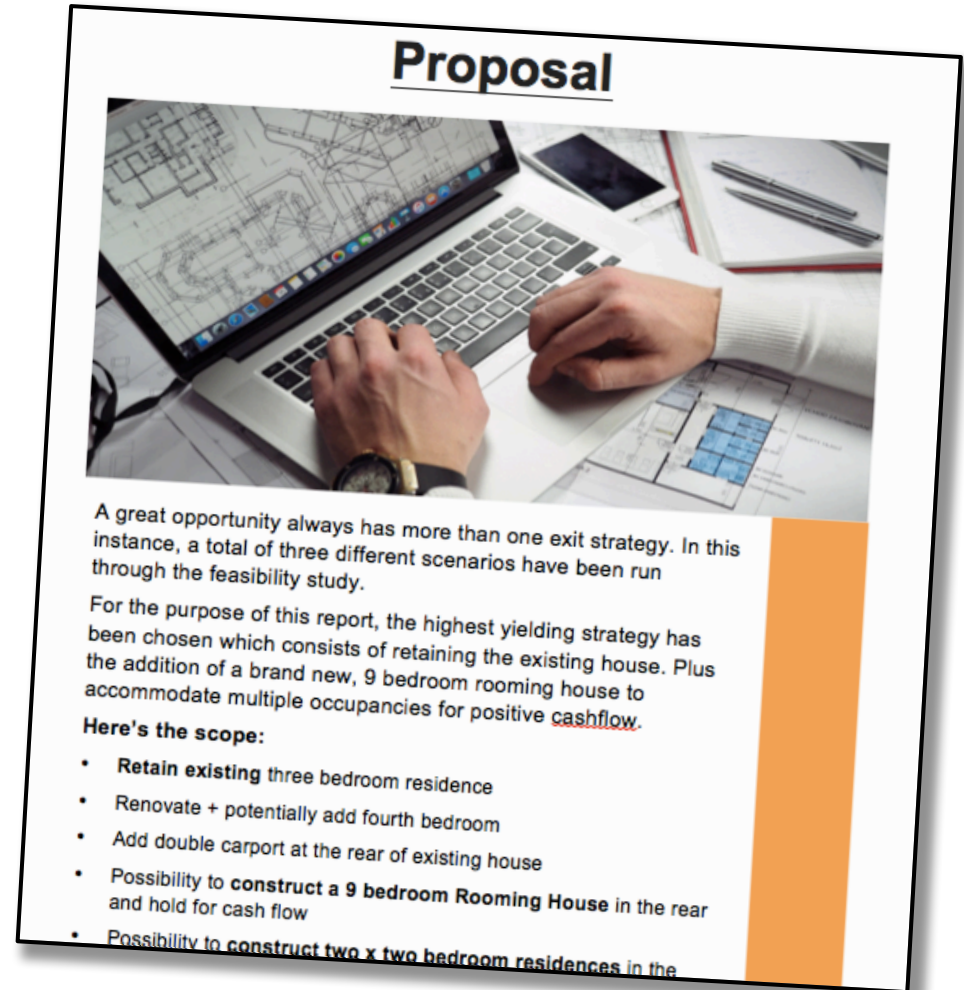 Proposal
A great opportunity always has more than one exit strategy. In this
instance, a total of three different scenarios have been run
through the feasibility study.
For the purpose of this report, the highest yielding strategy has
been chosen which consists of retaining the existing house. Plus
the addition of a brand new, 9 bedroom rooming house to
accommodate multiple occupancies for positive cashflow.
Here's the scope:
• Retain existing three bedroom residence
• Renovate + potentially add fourth bedroom
• Add double carport at the rear of existing house
• Possibility to construct a 9 bedroom Rooming House in the rear
and hold for cash flow
• Possibility to construct two x two bedroom residences in the